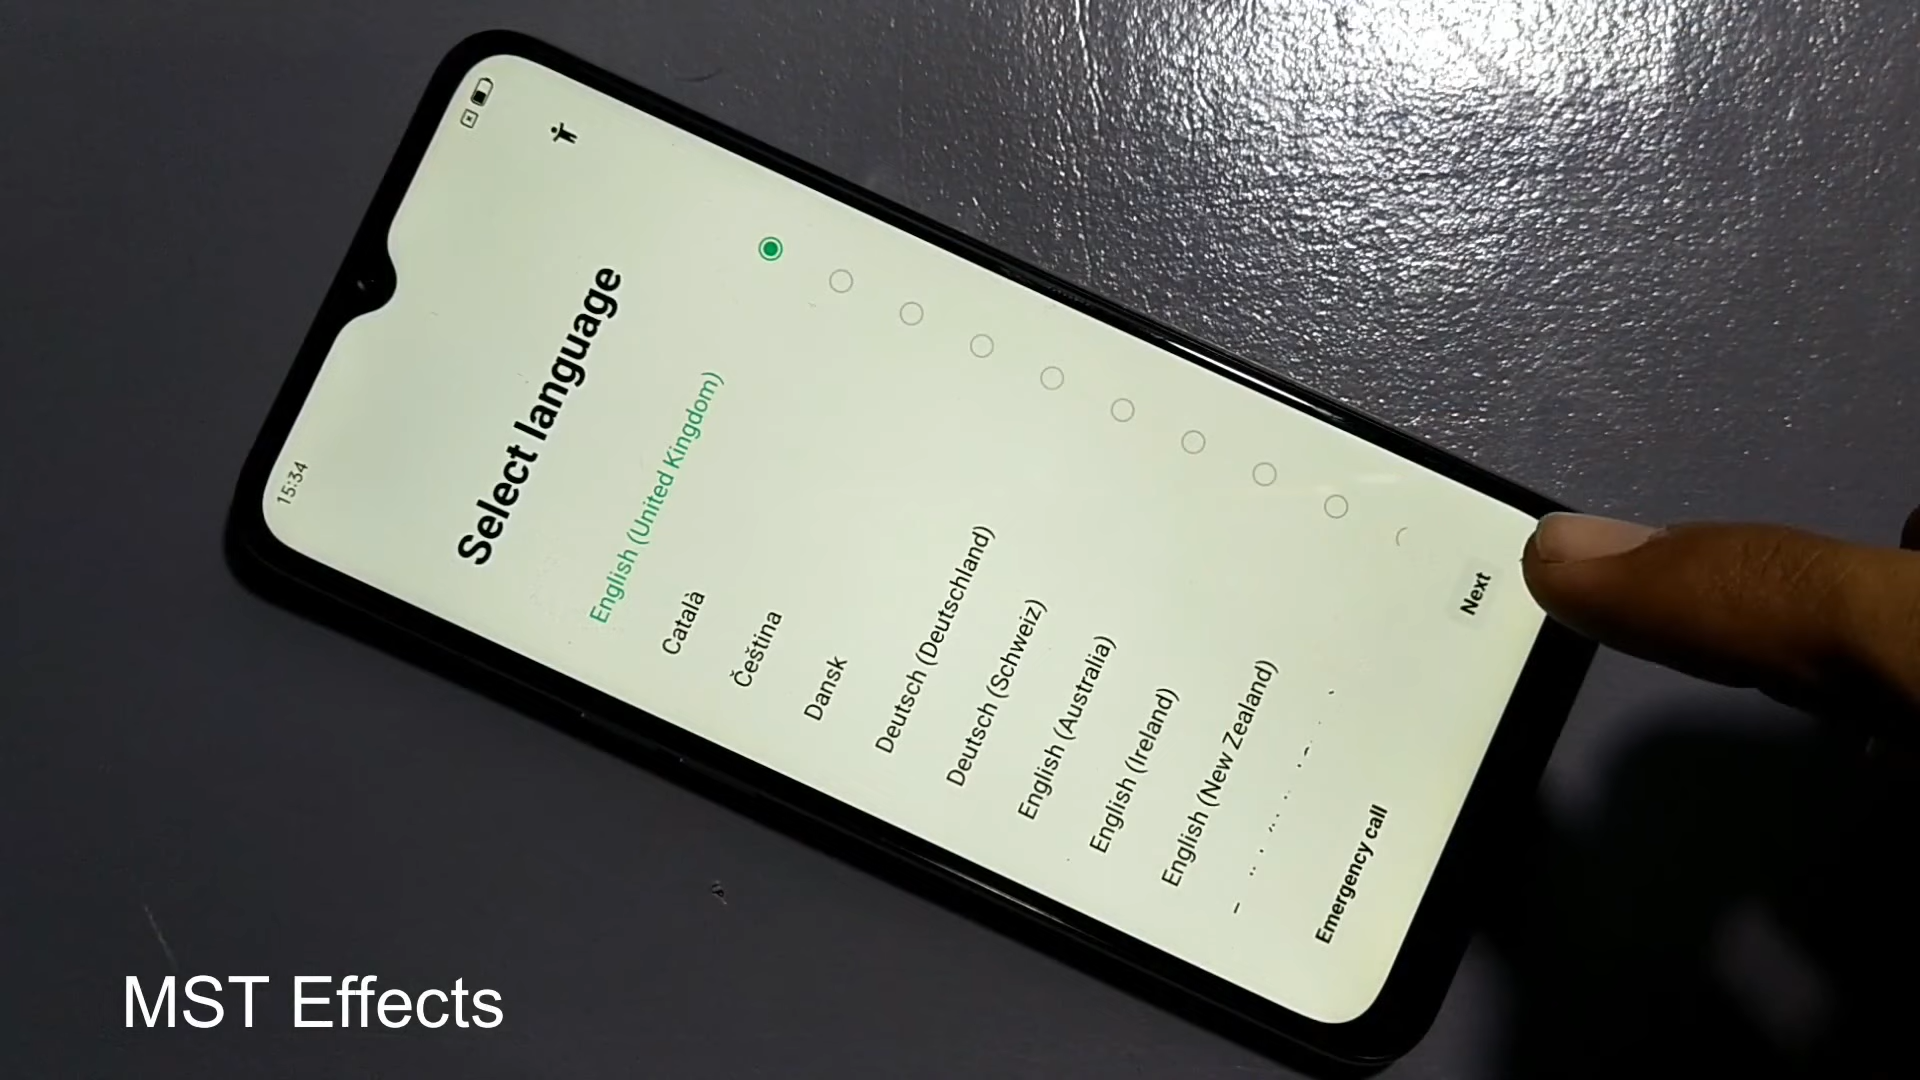 15:34
Select language
English (United Kingdom)
Català
Čeština
Dansk
Deutsch (Deutschland)
Deutsch (Schweiz)
English (Australia)
English (Ireland)
English (New Zealand)
Emergency call
Next
MST Effects